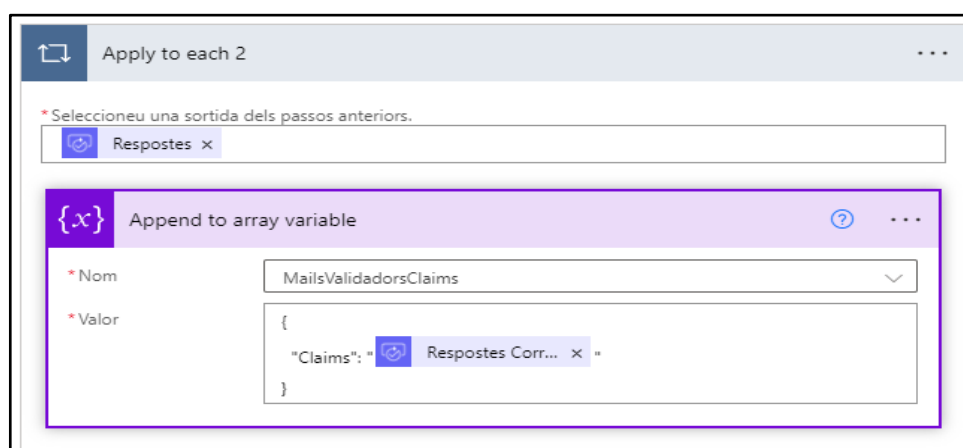 Apply to each 2
* Seleccioneu una sortida dels passos anteriors.
Respostes ×
{x} Append to array variable
* Nom MailsValidadorsClaims
* Valor {
"Claims": " Respostes Corr... × "
}